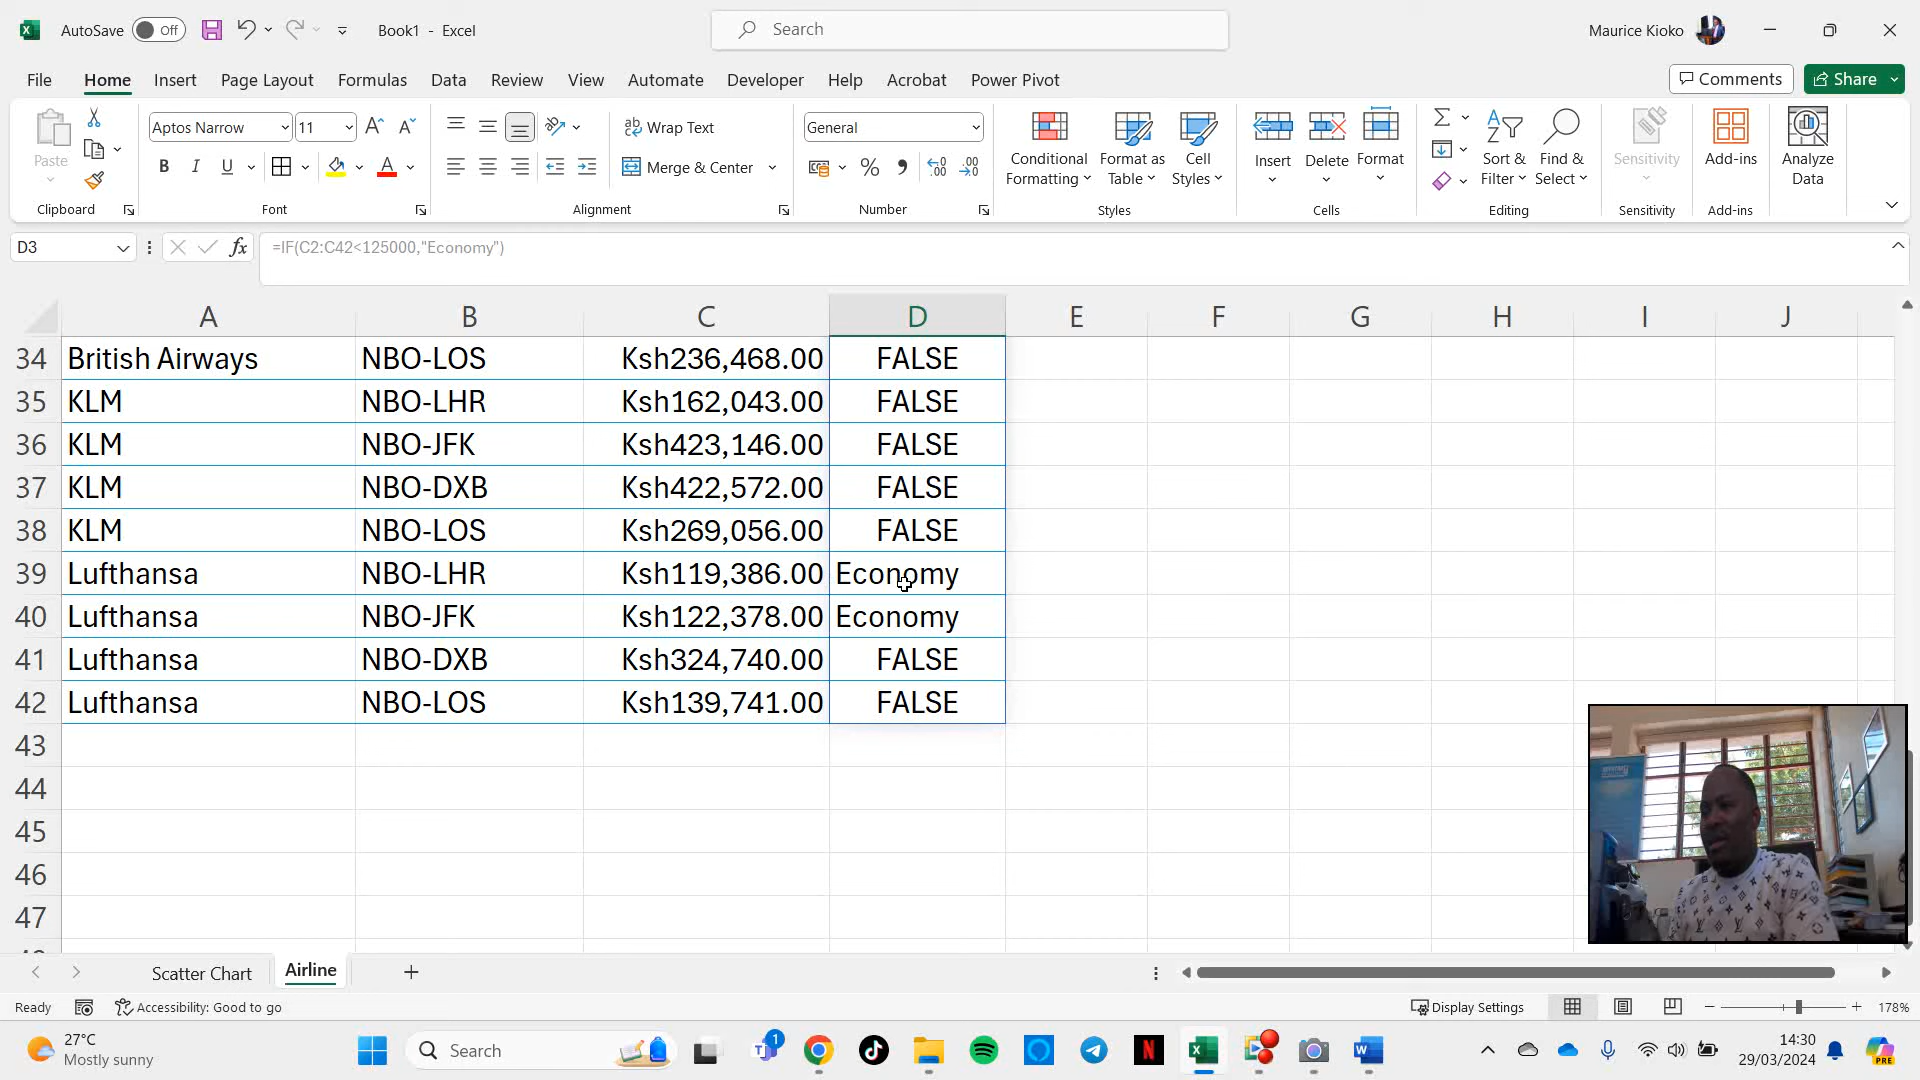 AutoSave Off Book1 - Excel Search Maurice Kioko
File Home Insert Page Layout Formulas Data Review View Automate Developer Help Acrobat Power Pivot Comments Share
Paste
Clipboard
Aptos Narrow 11
B I U
Font
Wrap Text
Merge & Center
Alignment
General
Number
Conditional Formatting
Format as Table
Cell Styles
Styles
Insert
Delete
Format
Cells
Sort & Filter
Find & Select
Editing
Sensitivity
Sensitivity
Add-ins
Add-ins
Analyze Data
D3 fx =IF(C2:C42<125000,"Economy")
A B C D E F G H I J
34 British Airways NBO-LOS Ksh236,468.00 FALSE
35 KLM NBO-LHR Ksh162,043.00 FALSE
36 KLM NBO-JFK Ksh423,146.00 FALSE
37 KLM NBO-DXB Ksh422,572.00 FALSE
38 KLM NBO-LOS Ksh269,056.00 FALSE
39 Lufthansa NBO-LHR Ksh119,386.00 Economy
40 Lufthansa NBO-JFK Ksh122,378.00 Economy
41 Lufthansa NBO-DXB Ksh324,740.00 FALSE
42 Lufthansa NBO-LOS Ksh139,741.00 FALSE
43
44
45
46
47
Scatter Chart Airline
Ready Accessibility: Good to go Display Settings 178%
27°C
Mostly sunny
Search
1
14:30
29/03/2024
PRE